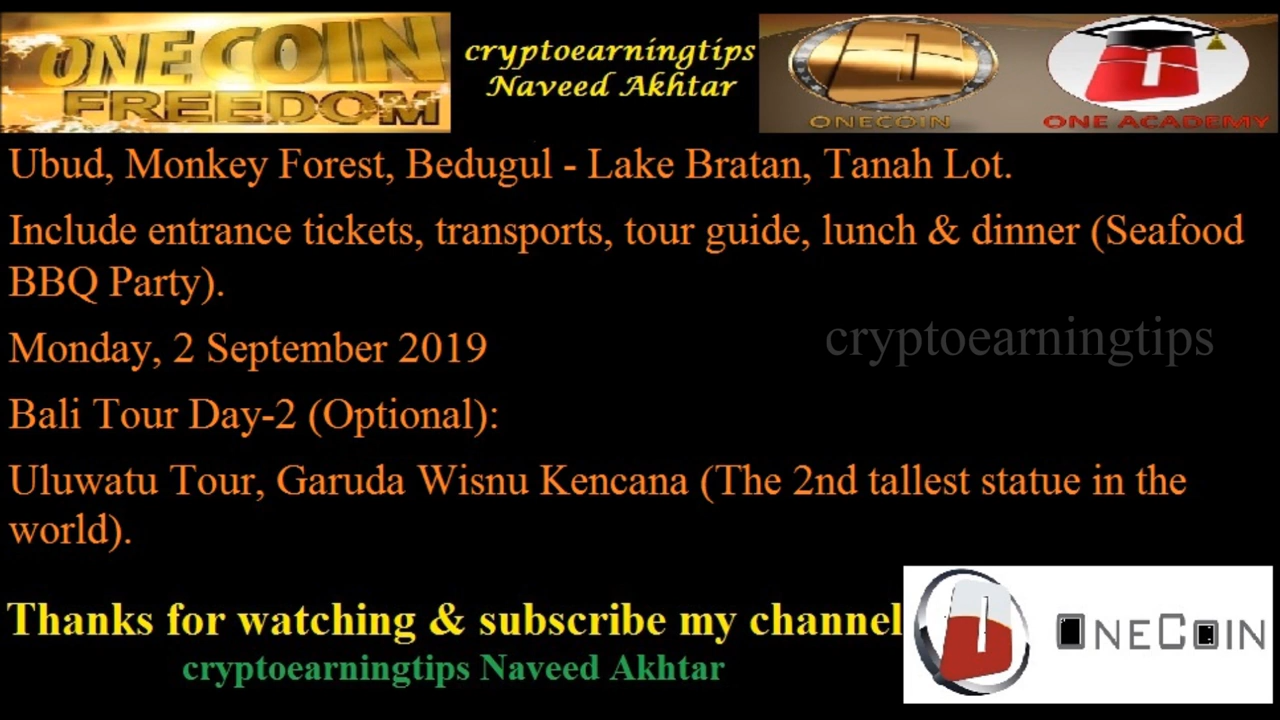 ONECOIN
FREEDOM
cryptoearningtips
Naveed Akhtar
ONECOIN
ONE ACADEMY
Ubud, Monkey Forest, Bedugul - Lake Bratan, Tanah Lot.
Include entrance tickets, transports, tour guide, lunch & dinner (Seafood
BBQ Party).
Monday, 2 September 2019
cryptoearningtips
Bali Tour Day-2 (Optional):
Uluwatu Tour, Garuda Wisnu Kencana (The 2nd tallest statue in the
world).
Thanks for watching & subscribe my channel
cryptoearningtips Naveed Akhtar
ONECOIN